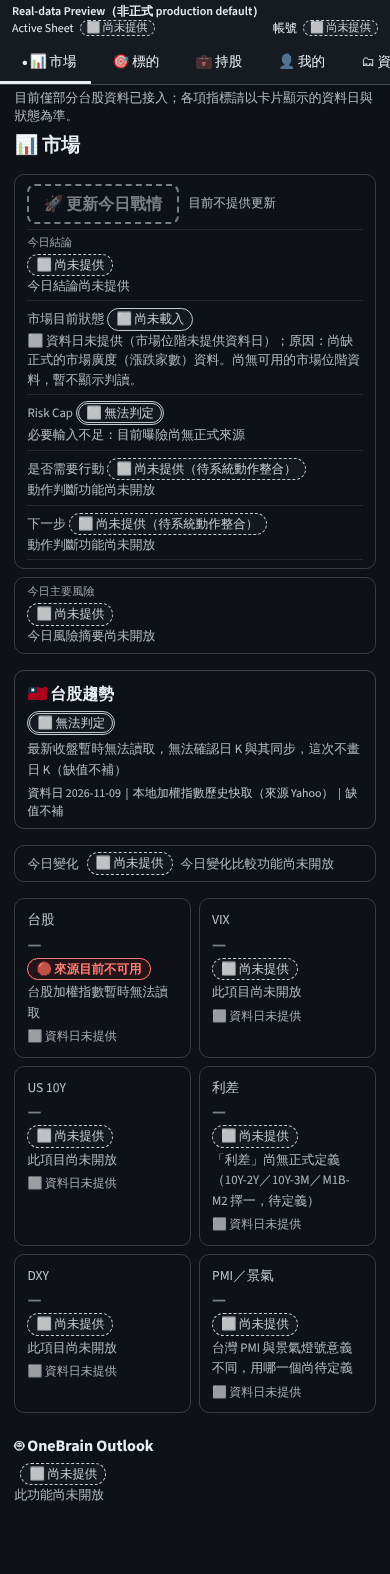 Real-data Preview（非正式 production default）
Active Sheet ⬜ 尚未提供 帳號 ⬜ 尚未提供
• 📊 市場 🎯 標的 💼 持股 👤 我的 🗂 資
目前僅部分台股資料已接入；各項指標請以卡片顯示的資料日與
狀態為準。
📊 市場
🚀 更新今日戰情 目前不提供更新
今日結論
⬜ 尚未提供
今日結論尚未提供
市場目前狀態 ⬜ 尚未載入
⬜ 資料日未提供（市場位階未提供資料日）；原因：尚缺
正式的市場廣度（漲跌家數）資料。尚無可用的市場位階資
料，暫不顯示判讀。
Risk Cap ⬜ 無法判定
必要輸入不足：目前曝險尚無正式來源
是否需要行動 ⬜ 尚未提供（待系統動作整合）
動作判斷功能尚未開放
下一步 ⬜ 尚未提供（待系統動作整合）
動作判斷功能尚未開放
今日主要風險
⬜ 尚未提供
今日風險摘要尚未開放
🇹🇼 台股趨勢
⬜ 無法判定
最新收盤暫時無法讀取，無法確認日 K 與其同步，這次不畫
日 K（缺值不補）
資料日 2026-11-09｜本地加權指數歷史快取（來源 Yahoo）｜缺
值不補
今日變化 ⬜ 尚未提供 今日變化比較功能尚未開放
台股
—
🔴 來源目前不可用
台股加權指數暫時無法讀
取
⬜ 資料日未提供
VIX
—
⬜ 尚未提供
此項目尚未開放
⬜ 資料日未提供
US 10Y
—
⬜ 尚未提供
此項目尚未開放
⬜ 資料日未提供
利差
—
⬜ 尚未提供
「利差」尚無正式定義
（10Y-2Y／10Y-3M／M1B-
M2 擇一，待定義）
⬜ 資料日未提供
DXY
—
⬜ 尚未提供
此項目尚未開放
⬜ 資料日未提供
PMI／景氣
—
⬜ 尚未提供
台灣 PMI 與景氣燈號意義
不同，用哪一個尚待定義
⬜ 資料日未提供
OneBrain Outlook
⬜ 尚未提供
此功能尚未開放